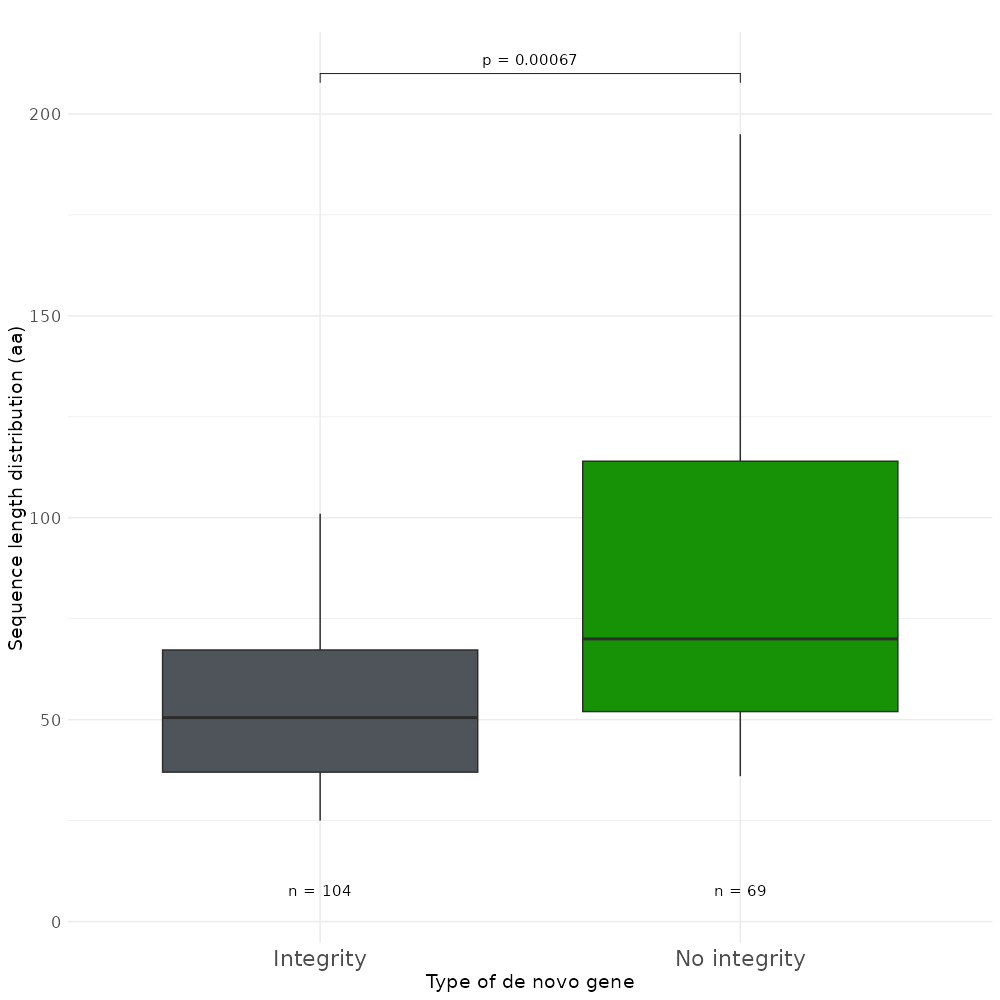 p = 0.00067
200
150
100
50
0
Sequence length distribution (aa)
n = 104
n = 69
Integrity
No integrity
Type of de novo gene